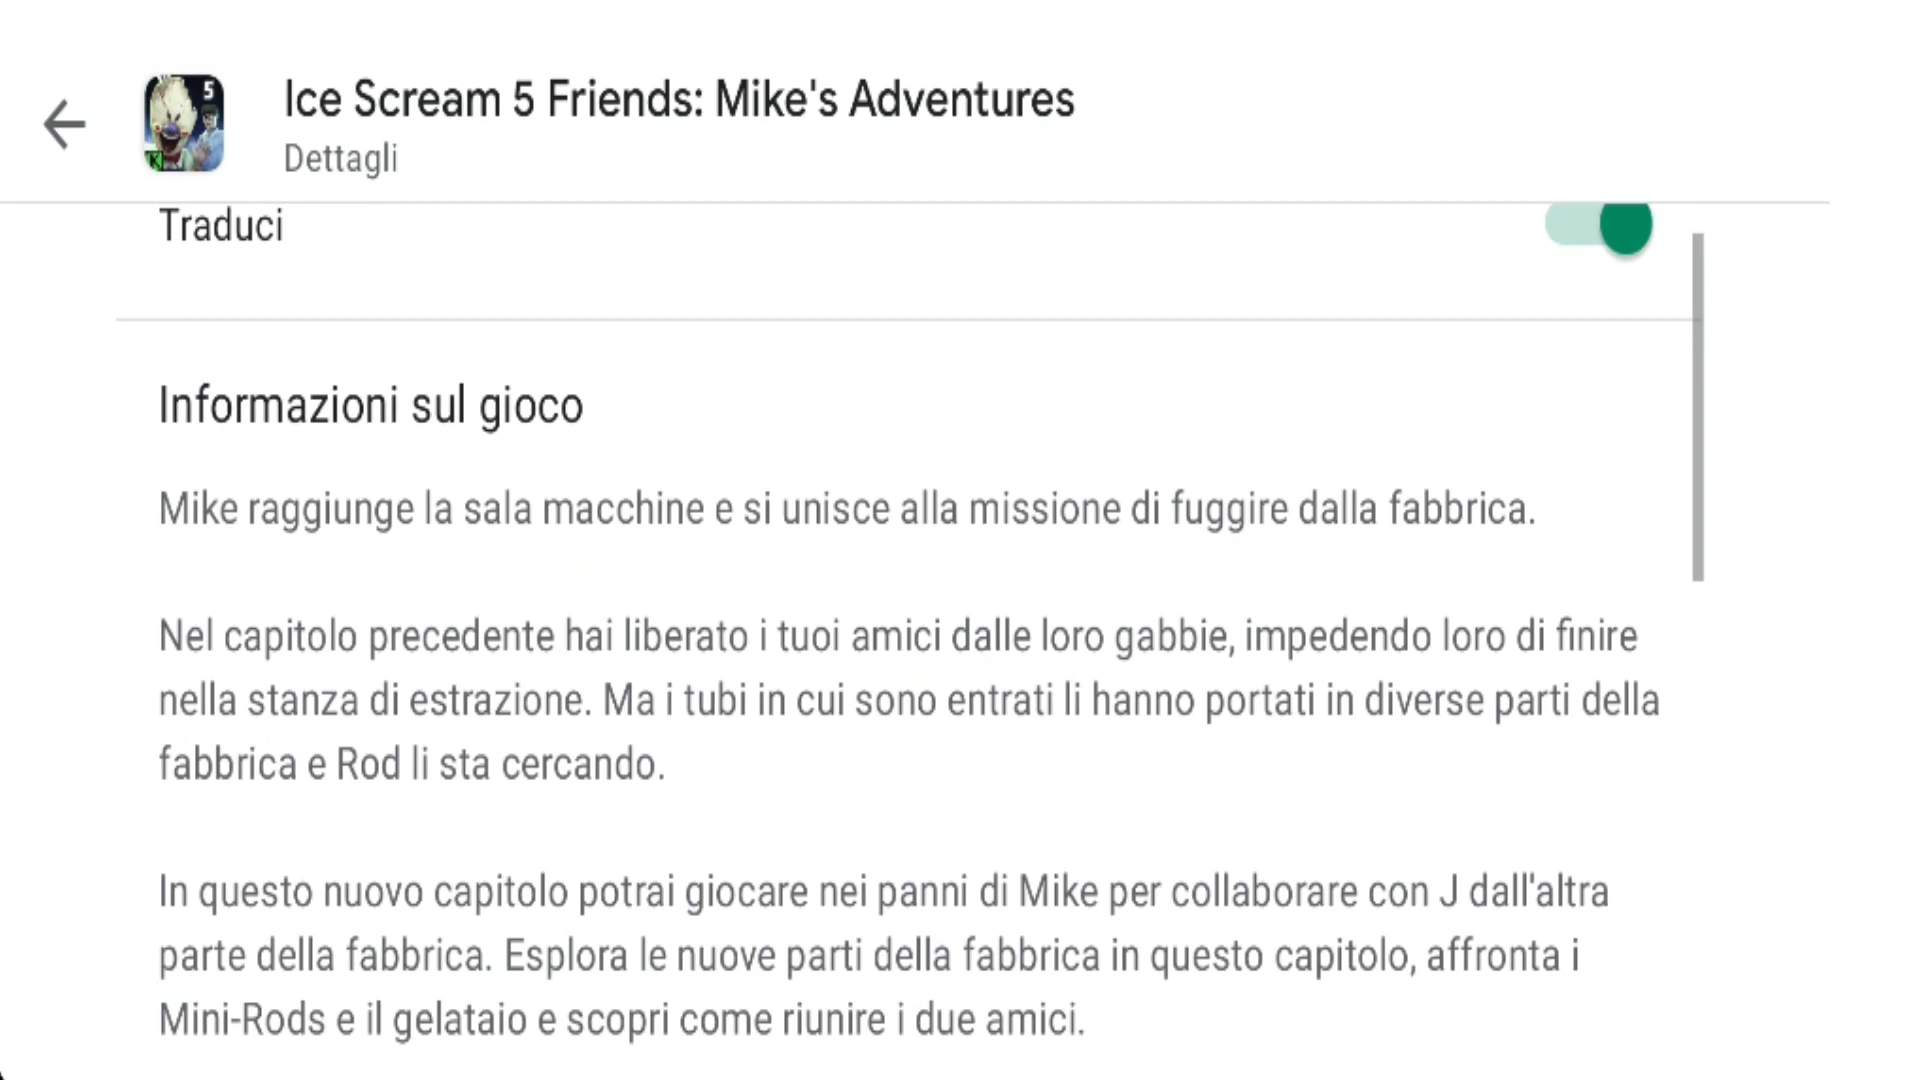 5
K
Ice Scream 5 Friends: Mike's Adventures
Dettagli
Traduci
Informazioni sul gioco
Mike raggiunge la sala macchine e si unisce alla missione di fuggire dalla fabbrica.
Nel capitolo precedente hai liberato i tuoi amici dalle loro gabbie, impedendo loro di finire
nella stanza di estrazione. Ma i tubi in cui sono entrati li hanno portati in diverse parti della
fabbrica e Rod li sta cercando.
In questo nuovo capitolo potrai giocare nei panni di Mike per collaborare con J dall'altra
parte della fabbrica. Esplora le nuove parti della fabbrica in questo capitolo, affronta i
Mini-Rods e il gelataio e scopri come riunire i due amici.